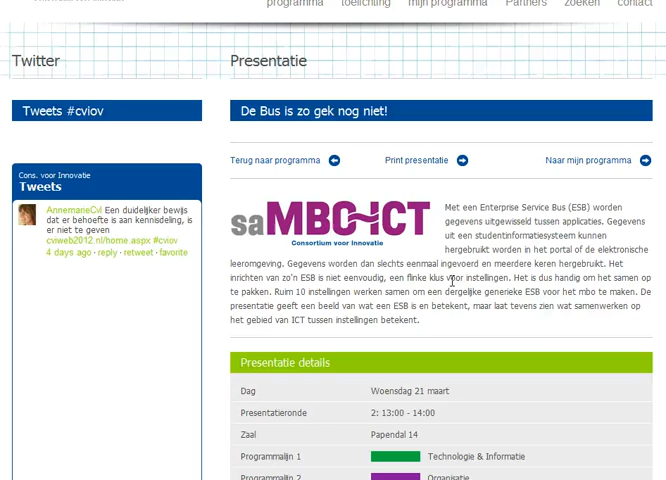 programma toelichting mijn programma Partners zoeken contact
Twitter
Presentatie
Tweets #cviov
De Bus is zo gek nog niet!
Terug naar programma
Print presentatie
Naar mijn programma
Cons. voor Innovatie
Tweets
AnnemarieCvI Een duidelijker bewijs
dat er behoefte is aan kennisdeling, is
er niet te geven
cviweb2012.nl/home.aspx #cviov
4 days ago · reply · retweet · favorite
saMBO~ICT
Consortium voor Innovatie
Met een Enterprise Service Bus (ESB) worden
gegevens uitgewisseld tussen applicaties. Gegevens
uit een studentinformatiesysteem kunnen
hergebruikt worden in het portal of de elektronische
leeromgeving. Gegevens worden dan slechts eenmaal ingevoerd en meerdere keren hergebruikt. Het
inrichten van zo'n ESB is niet eenvoudig, een flinke klus voor instellingen. Het is dus handig om het samen op
te pakken. Ruim 10 instellingen werken samen om een dergelijke generieke ESB voor het mbo te maken. De
presentatie geeft een beeld van wat een ESB is en betekent, maar laat tevens zien wat samenwerken op
het gebied van ICT tussen instellingen betekent.
Presentatie details
Dag Woensdag 21 maart
Presentatieronde 2: 13:00 - 14:00
Zaal Papendal 14
Programmalijn 1 Technologie & Informatie
Programmalijn 2 Organisatie